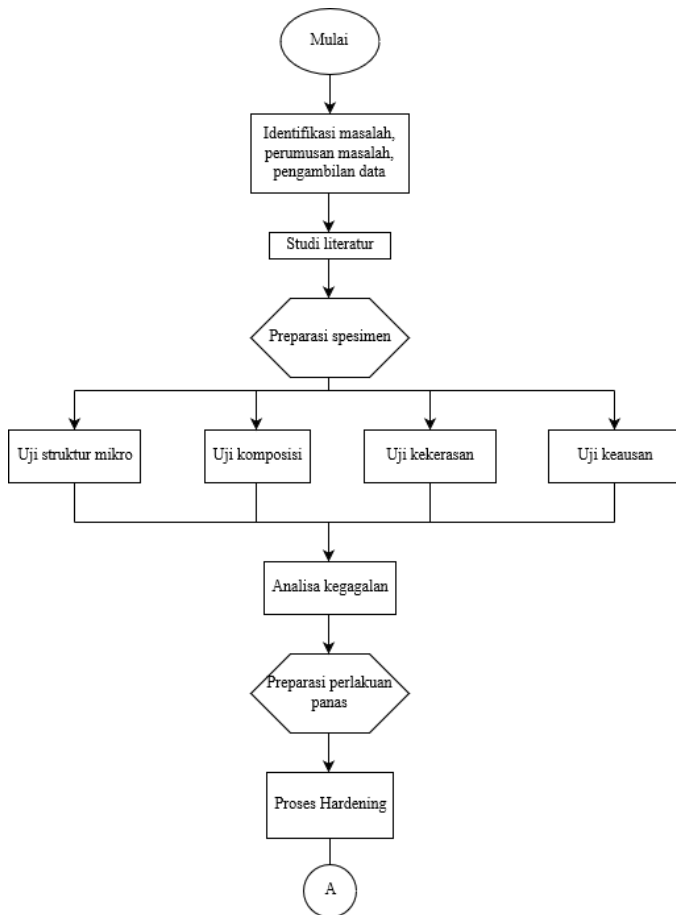 Mulai
Identifikasi masalah,
perumusan masalah,
pengambilan data
Studi literatur
Preparasi spesimen
Uji struktur mikro
Uji komposisi
Uji kekerasan
Uji keausan
Analisa kegagalan
Preparasi perlakuan
panas
Proses Hardening
A